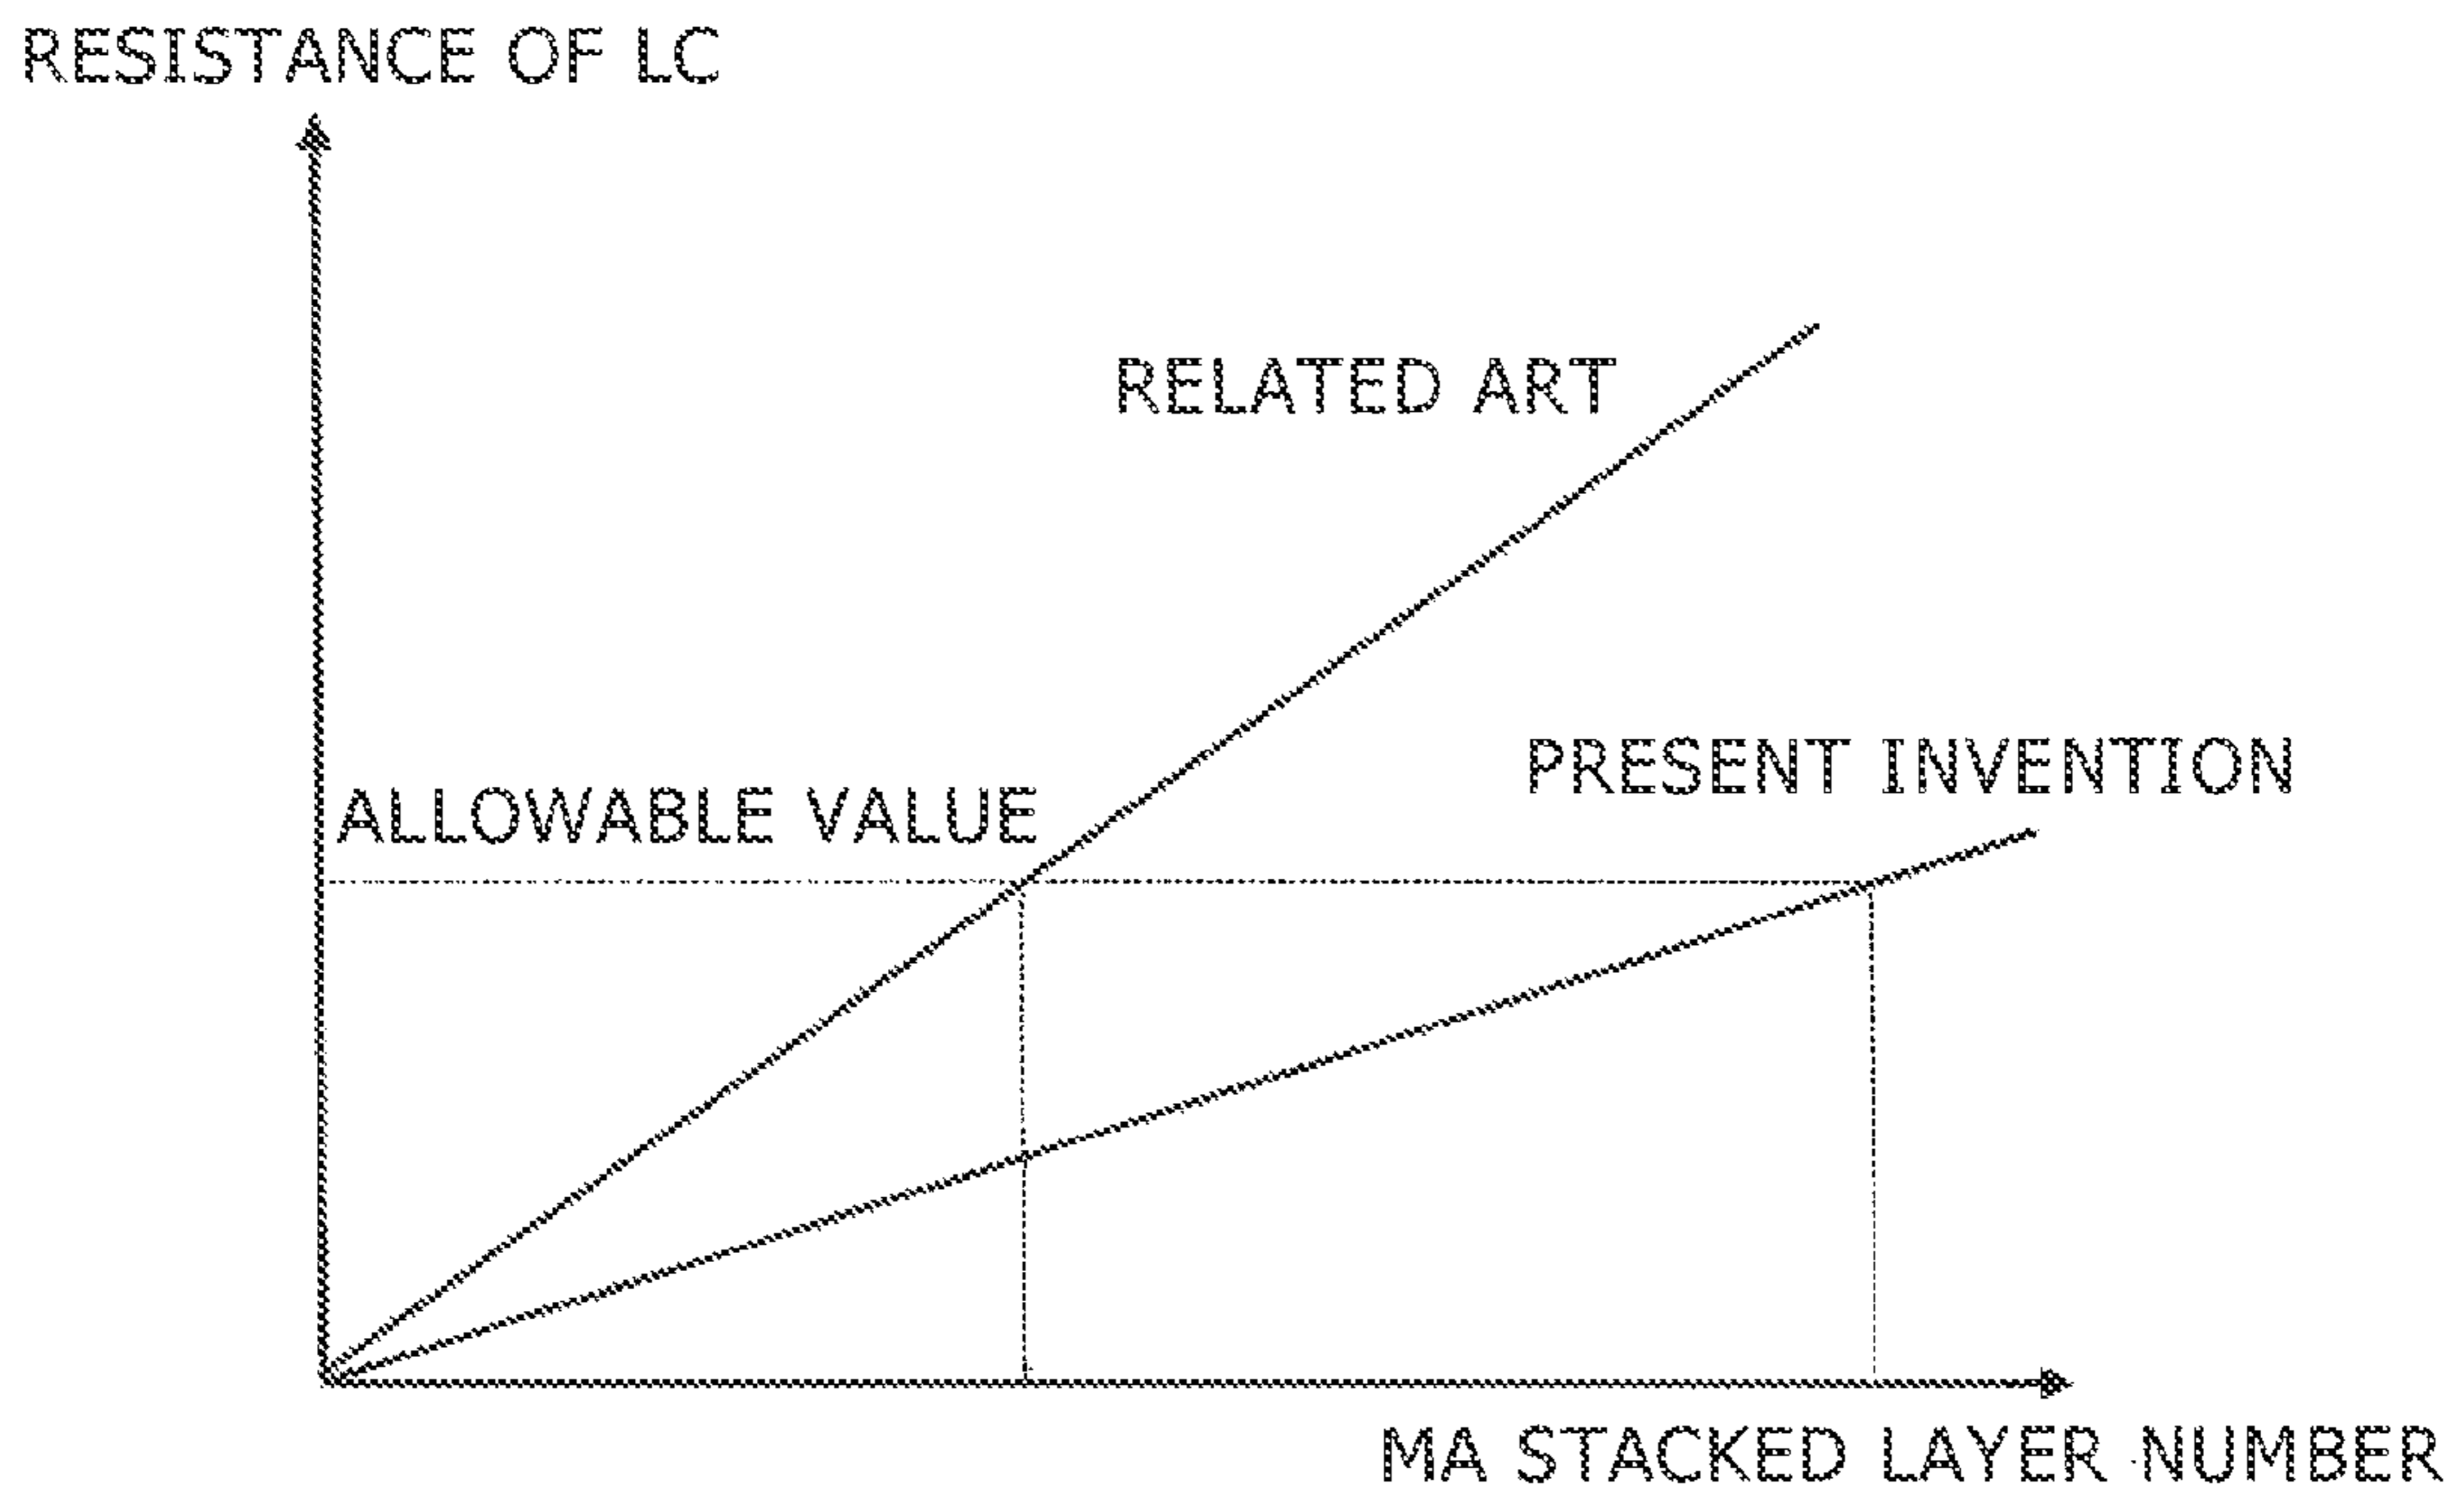 RESISTANCE OF LC
RELATED ART
PRESENT INVENTION
ALLOWABLE VALUE
MA STACKED LAYER NUMBER